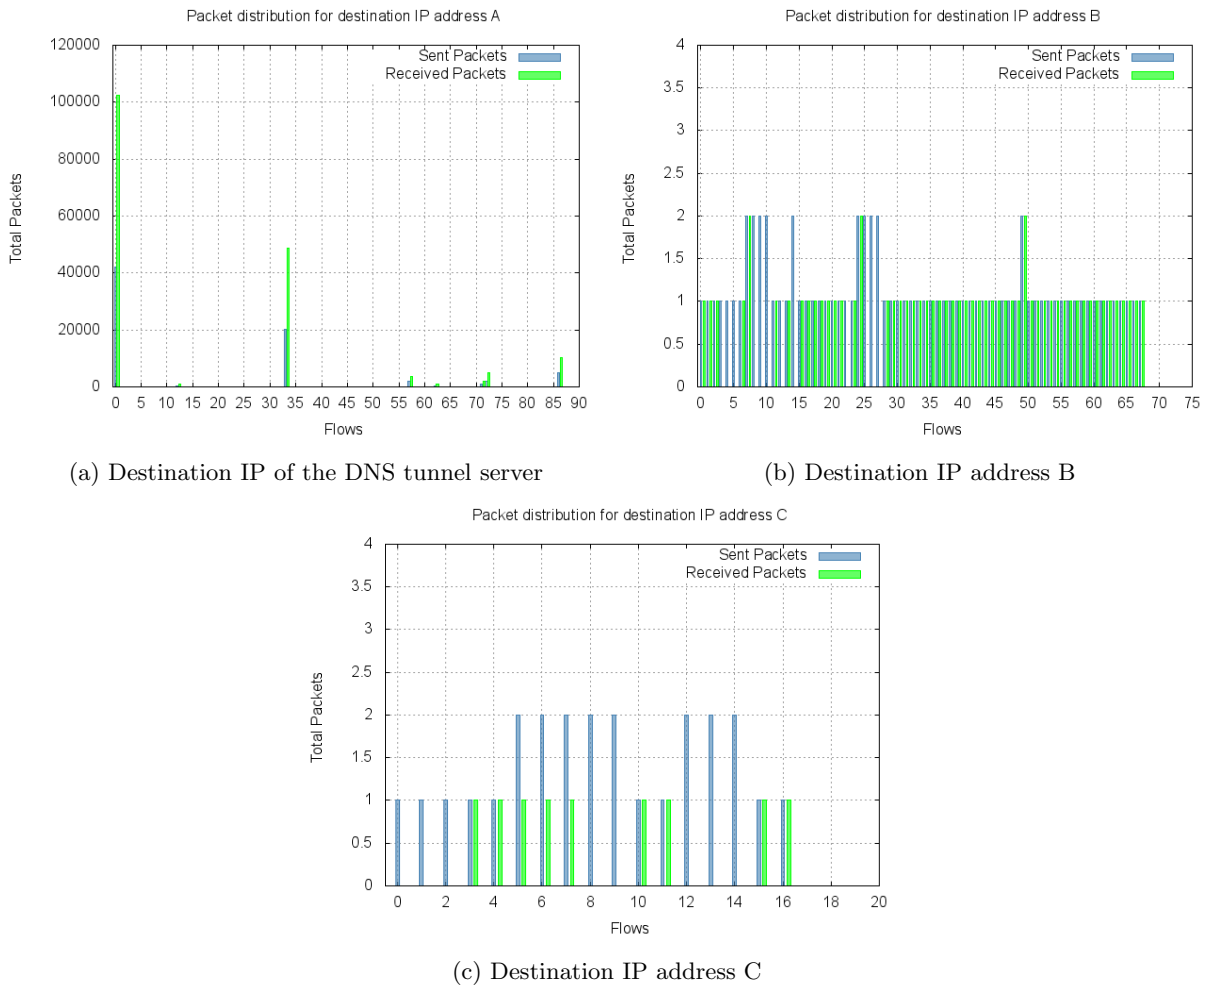 Packet distribution for destination IP address A
120000
100000
80000
60000
40000
20000
0
Total Packets
Sent Packets
Received Packets
0 5 10 15 20 25 30 35 40 45 50 55 60 65 70 75 80 85 90
Flows
(a) Destination IP of the DNS tunnel server
Packet distribution for destination IP address B
4
3.5
3
2.5
2
1.5
1
0.5
0
Total Packets
Sent Packets
Received Packets
0 5 10 15 20 25 30 35 40 45 50 55 60 65 70 75
Flows
(b) Destination IP address B
Packet distribution for destination IP address C
4
3.5
3
2.5
2
1.5
1
0.5
0
Total Packets
Sent Packets
Received Packets
0 2 4 6 8 10 12 14 16 18 20
Flows
(c) Destination IP address C